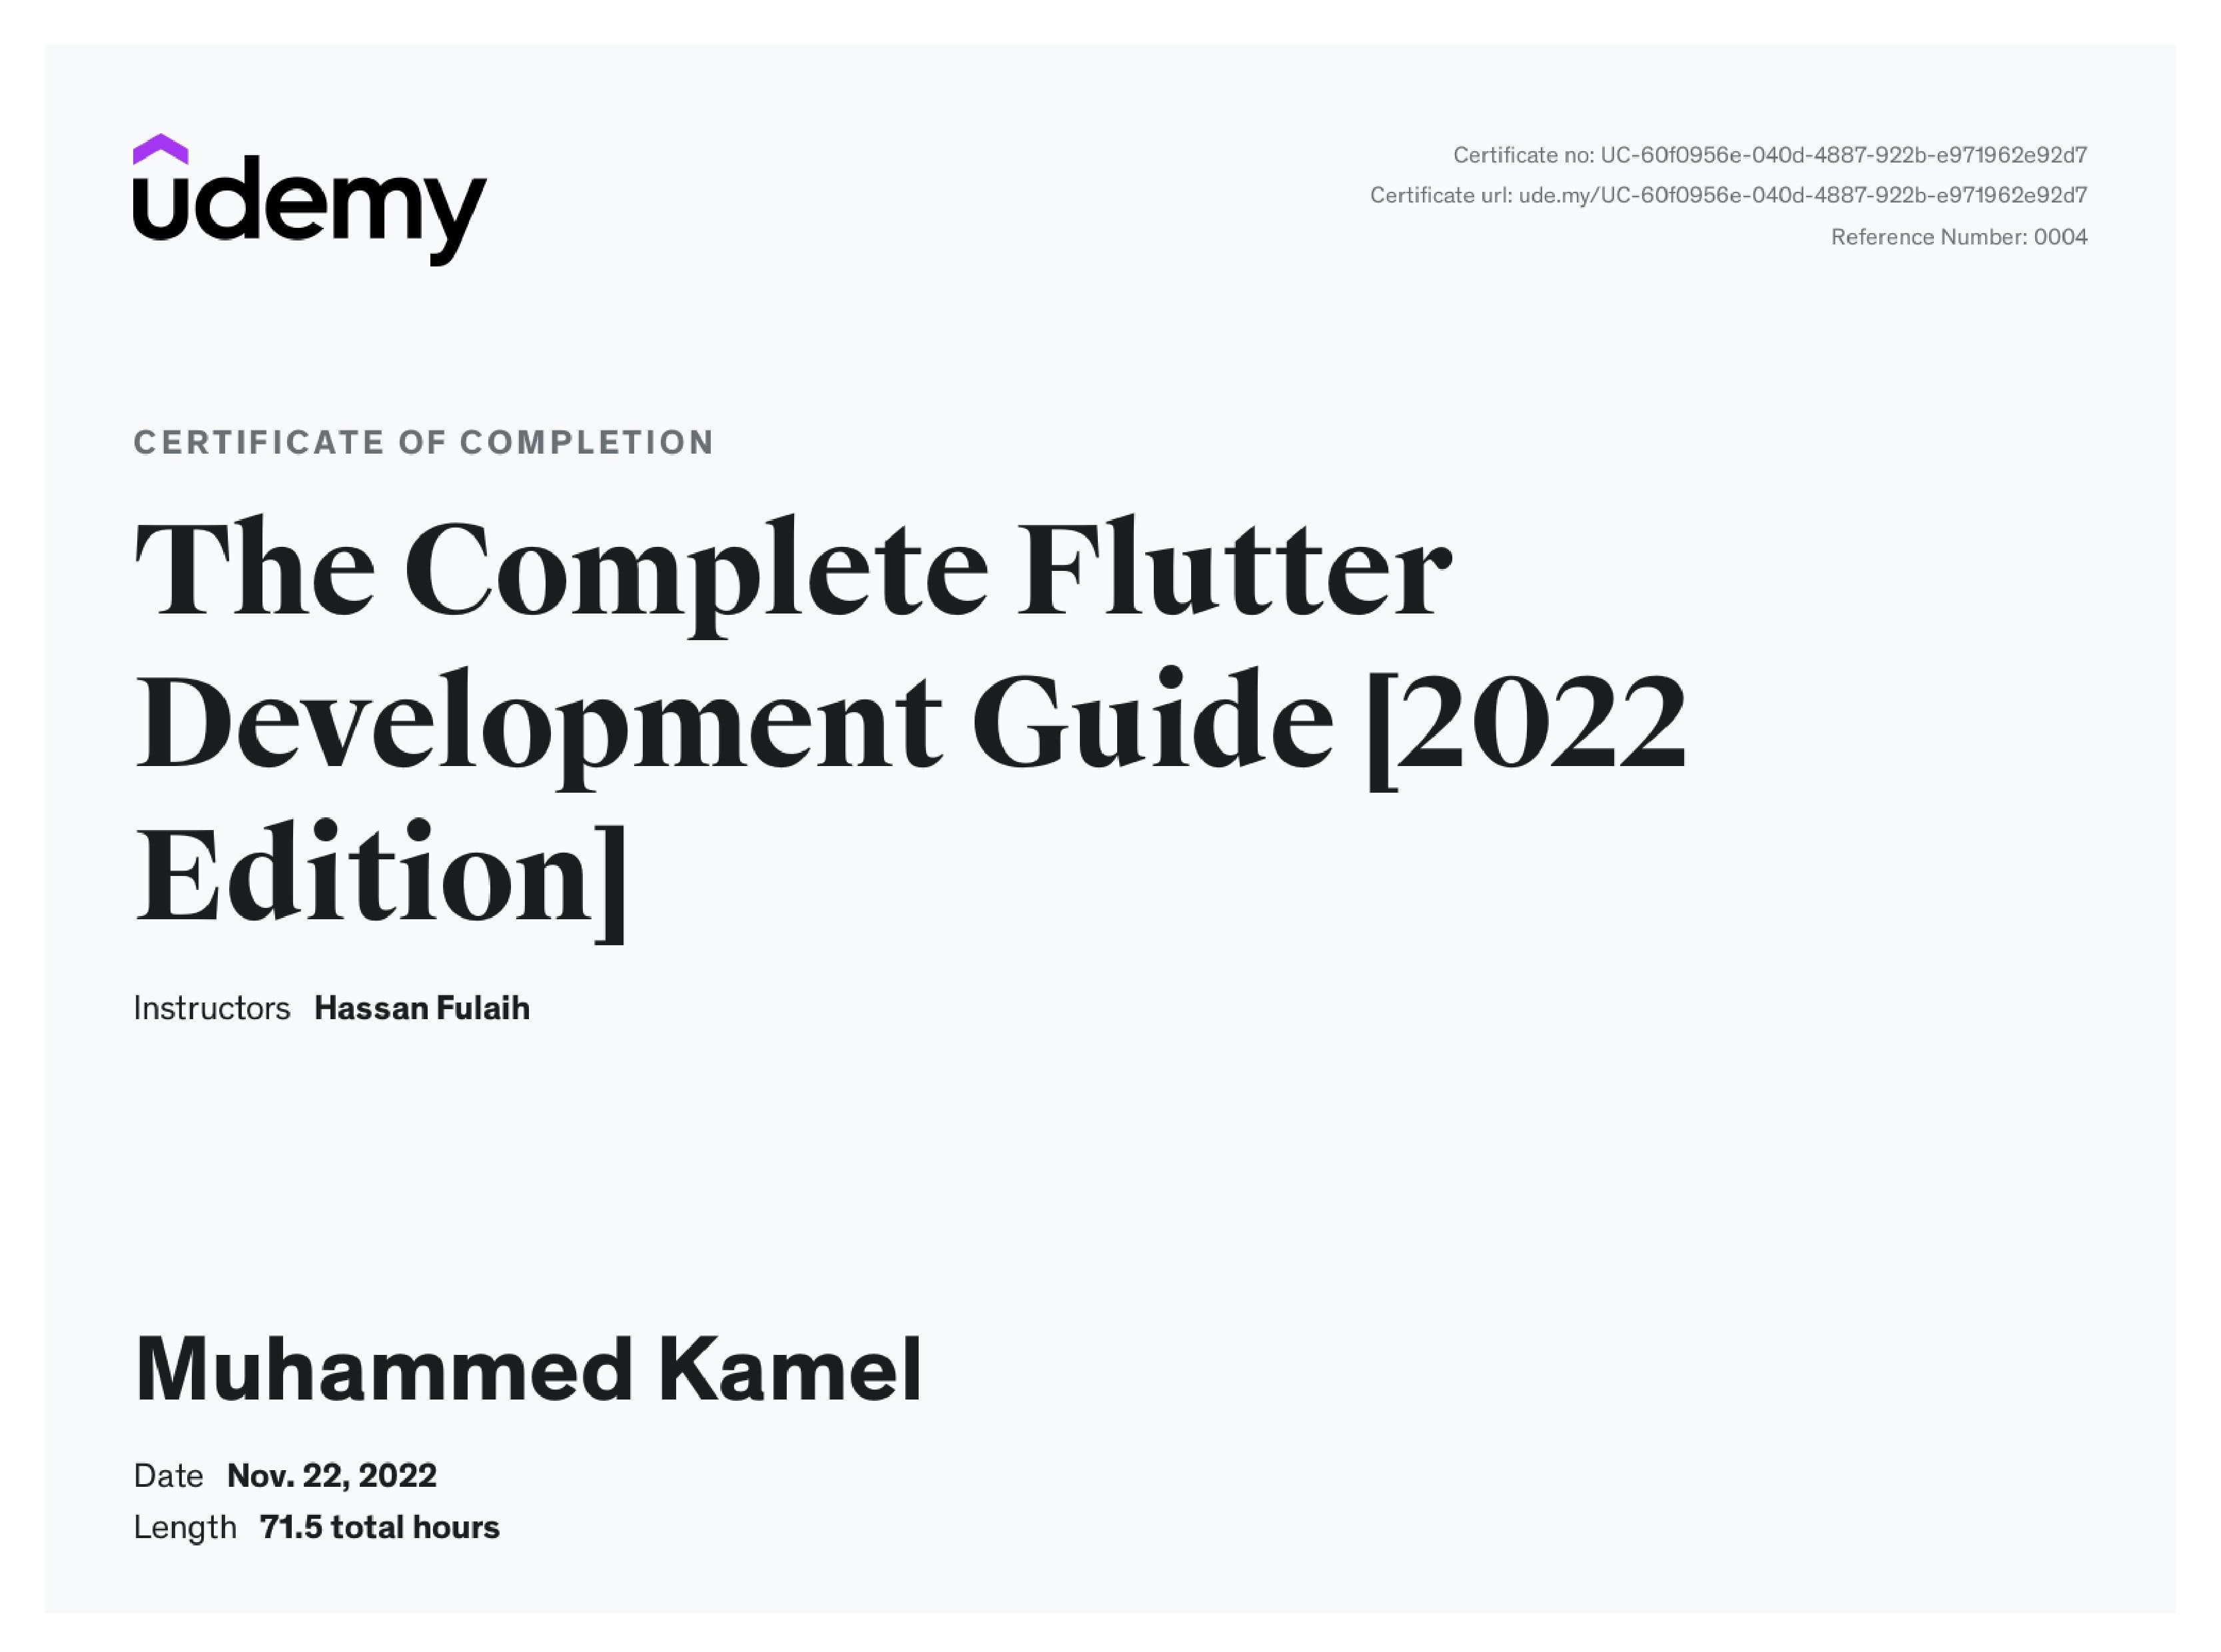 udemy
Certificate no: UC-60f0956e-040d-4887-922b-e971962e92d7
Certificate url: ude.my/UC-60f0956e-040d-4887-922b-e971962e92d7
Reference Number: 0004
CERTIFICATE OF COMPLETION
The Complete Flutter
Development Guide [2022
Edition]
Instructors Hassan Fulaih
Muhammed Kamel
Date Nov. 22, 2022
Length 71.5 total hours